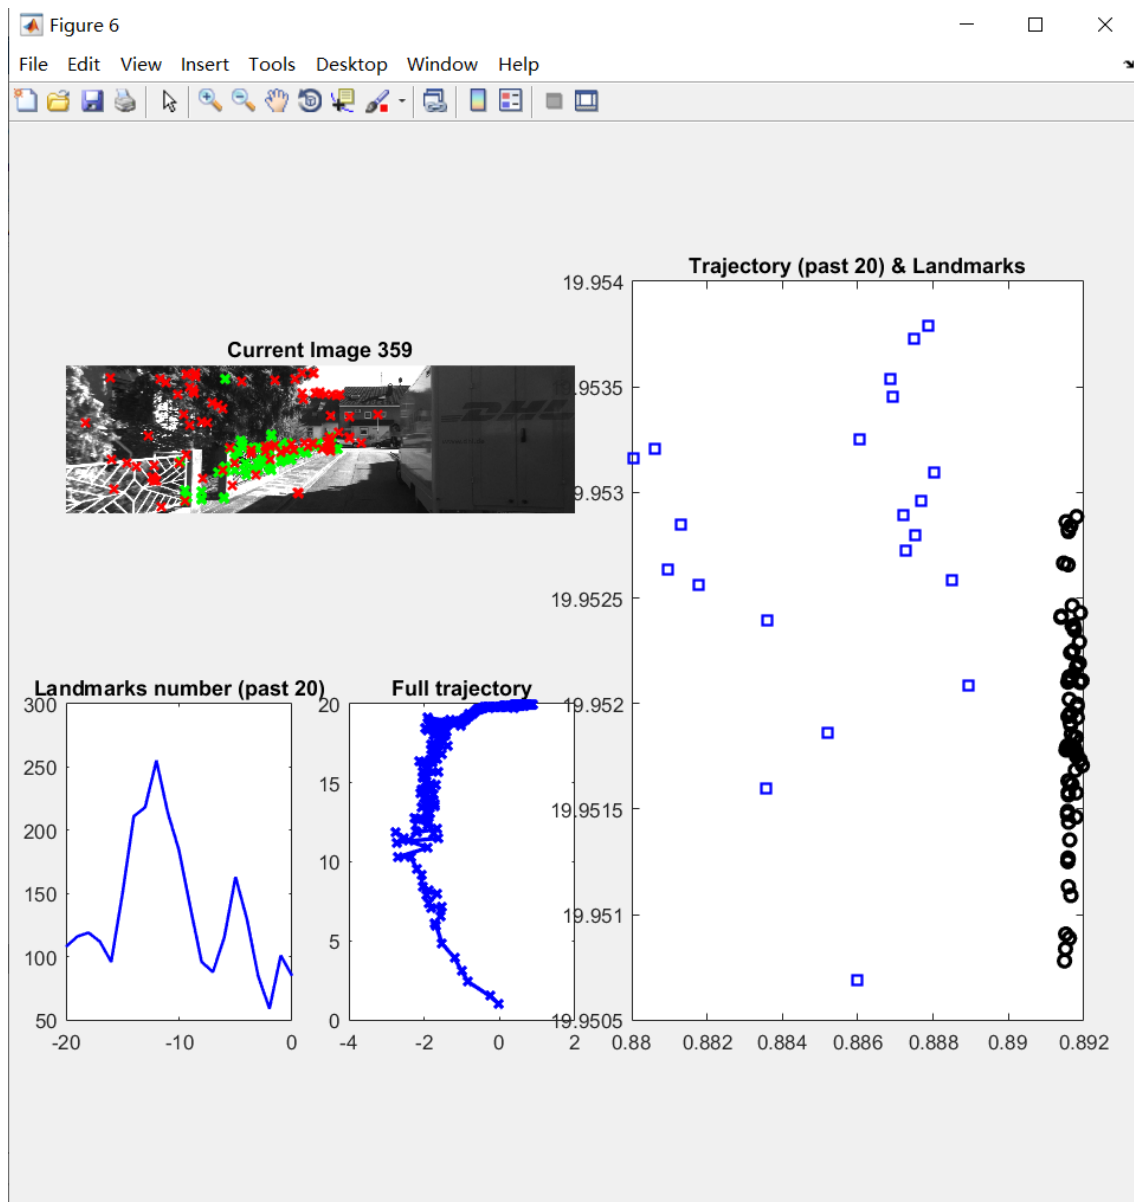 Figure 6
File Edit View Insert Tools Desktop Window Help
Current Image 359
DHL
Trajectory (past 20) & Landmarks
19.954
19.9535
19.953
19.9525
19.952
19.9515
19.951
19.9505
0.88 0.882 0.884 0.886 0.888 0.89 0.892
Landmarks number (past 20)
300
250
200
150
100
50
-20 -10 0
Full trajectory
20
15
10
5
0
-4 -2 0 2